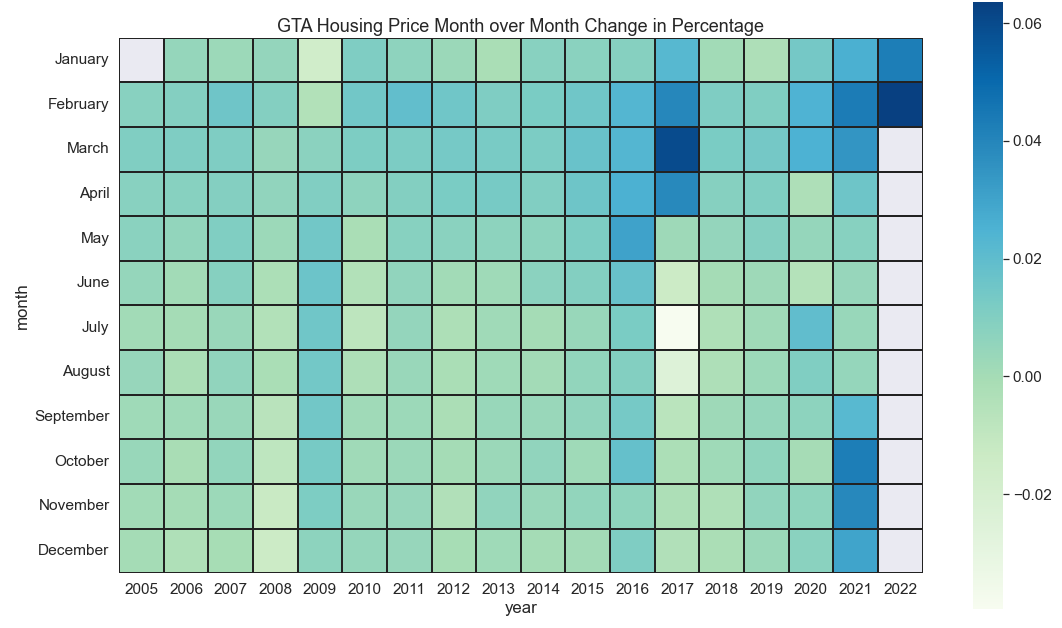 GTA Housing Price Month over Month Change in Percentage
month
January
February
March
April
May
June
July
August
September
October
November
December
2005 2006 2007 2008 2009 2010 2011 2012 2013 2014 2015 2016 2017 2018 2019 2020 2021 2022
year
0.06
0.04
0.02
0.00
−0.02